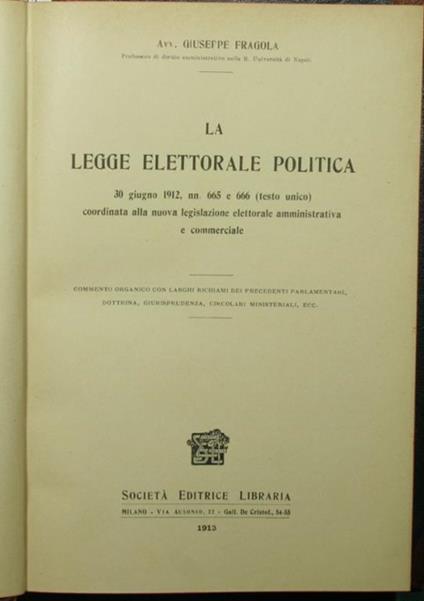 Avv. GIUSEPPE FRAGOLA
Professore di diritto amministrativo nella R. Università di Napoli
LA
LEGGE ELETTORALE POLITICA
30 giugno 1912, nn. 665 e 666 (testo unico)
coordinata alla nuova legislazione elettorale amministrativa
e commerciale
COMMENTO ORGANICO CON LARGHI RICHIAMI DEI PRECEDENTI PARLAMENTARI,
DOTTRINA, GIURISPRUDENZA, CIRCOLARI MINISTERIALI, ECC.
SOCIETÀ EDITRICE LIBRARIA
MILANO - VIA AUSONIO, 22 - Gall. De Cristof., 54-55
1913